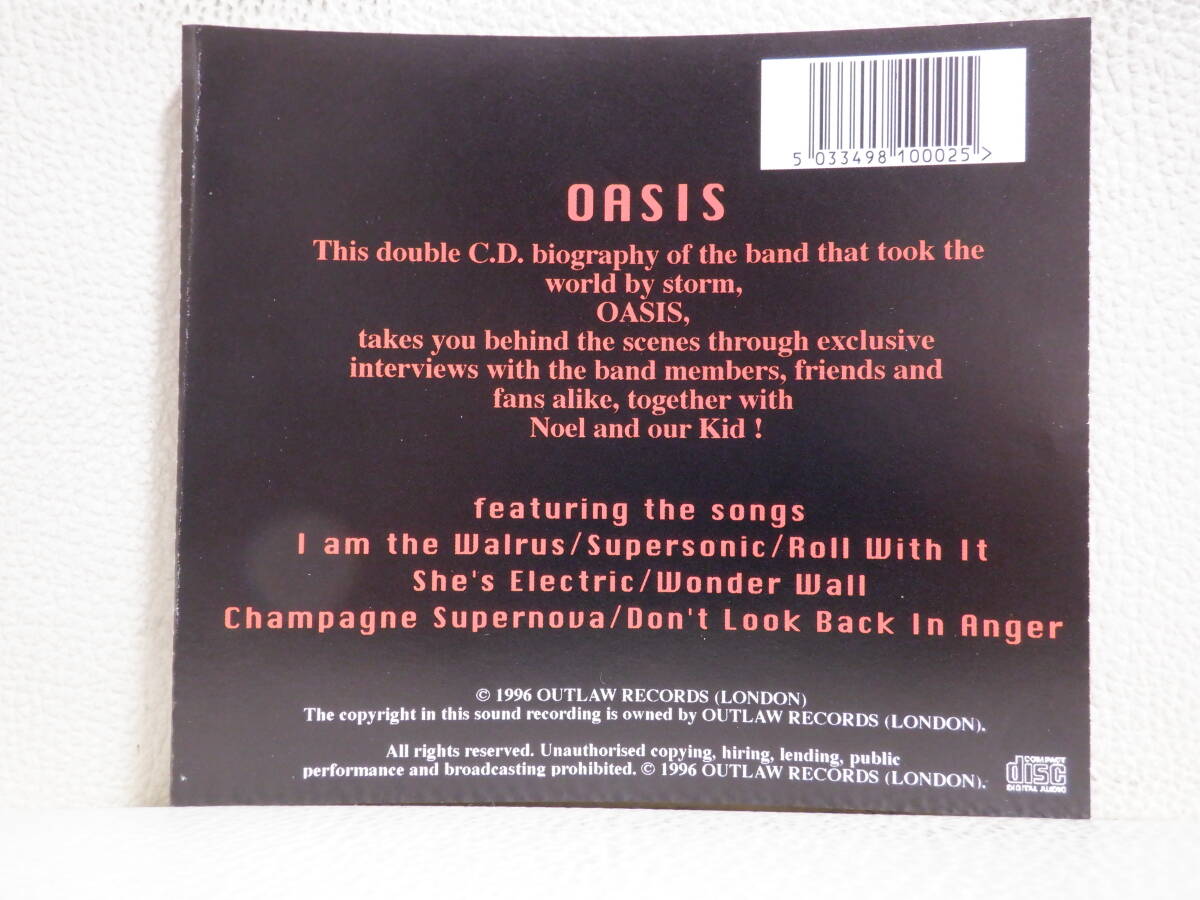 5 033498 100025 >
OASIS
This double C.D. biography of the band that took the
world by storm,
OASIS,
takes you behind the scenes through exclusive
interviews with the band members, friends and
fans alike, together with
Noel and our Kid !
featuring the songs
I am the Walrus/Supersonic/Roll With It
She's Electric/Wonder Wall
Champagne Supernova/Don't Look Back In Anger
© 1996 OUTLAW RECORDS (LONDON)
The copyright in this sound recording is owned by OUTLAW RECORDS (LONDON).
All rights reserved. Unauthorised copying, hiring, lending, public
performance and broadcasting prohibited. © 1996 OUTLAW RECORDS (LONDON).
COMPACT
disc
DIGITAL AUDIO